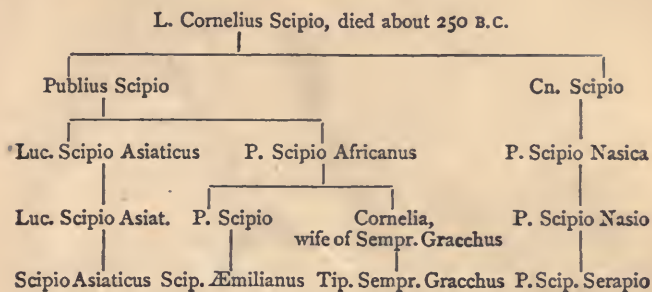 L. Cornelius Scipio, died about 250 B.C.
Publius Scipio Cn. Scipio
Luc. Scipio Asiaticus P. Scipio Africanus P. Scipio Nasica
Luc. Scipio Asiat. P. Scipio Cornelia, P. Scipio Nasio
wife of Sempr. Gracchus
Scipio Asiaticus Scip. Æmilianus Tip. Sempr. Gracchus P. Scip. Serapio